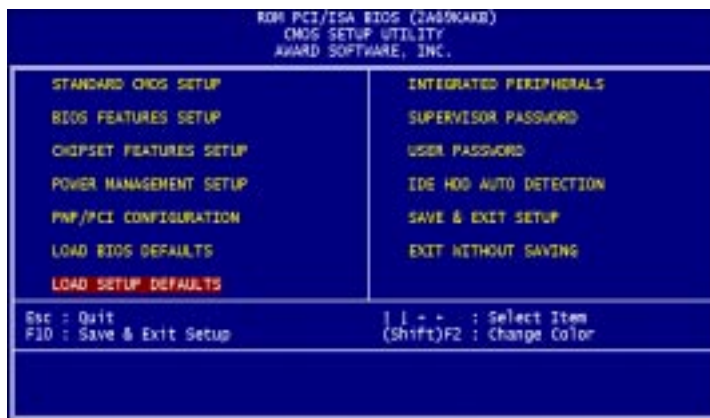 ROM PCI/ISA BIOS (2A69KAKB)
CMOS SETUP UTILITY
AWARD SOFTWARE, INC.
STANDARD CMOS SETUP
BIOS FEATURES SETUP
CHIPSET FEATURES SETUP
POWER MANAGEMENT SETUP
PNP/PCI CONFIGURATION
LOAD BIOS DEFAULTS
LOAD SETUP DEFAULTS
INTEGRATED PERIPHERALS
SUPERVISOR PASSWORD
USER PASSWORD
IDE HDD AUTO DETECTION
SAVE & EXIT SETUP
EXIT WITHOUT SAVING
Esc : Quit
F10 : Save & Exit Setup
: Select Item
(Shift)F2 : Change Color